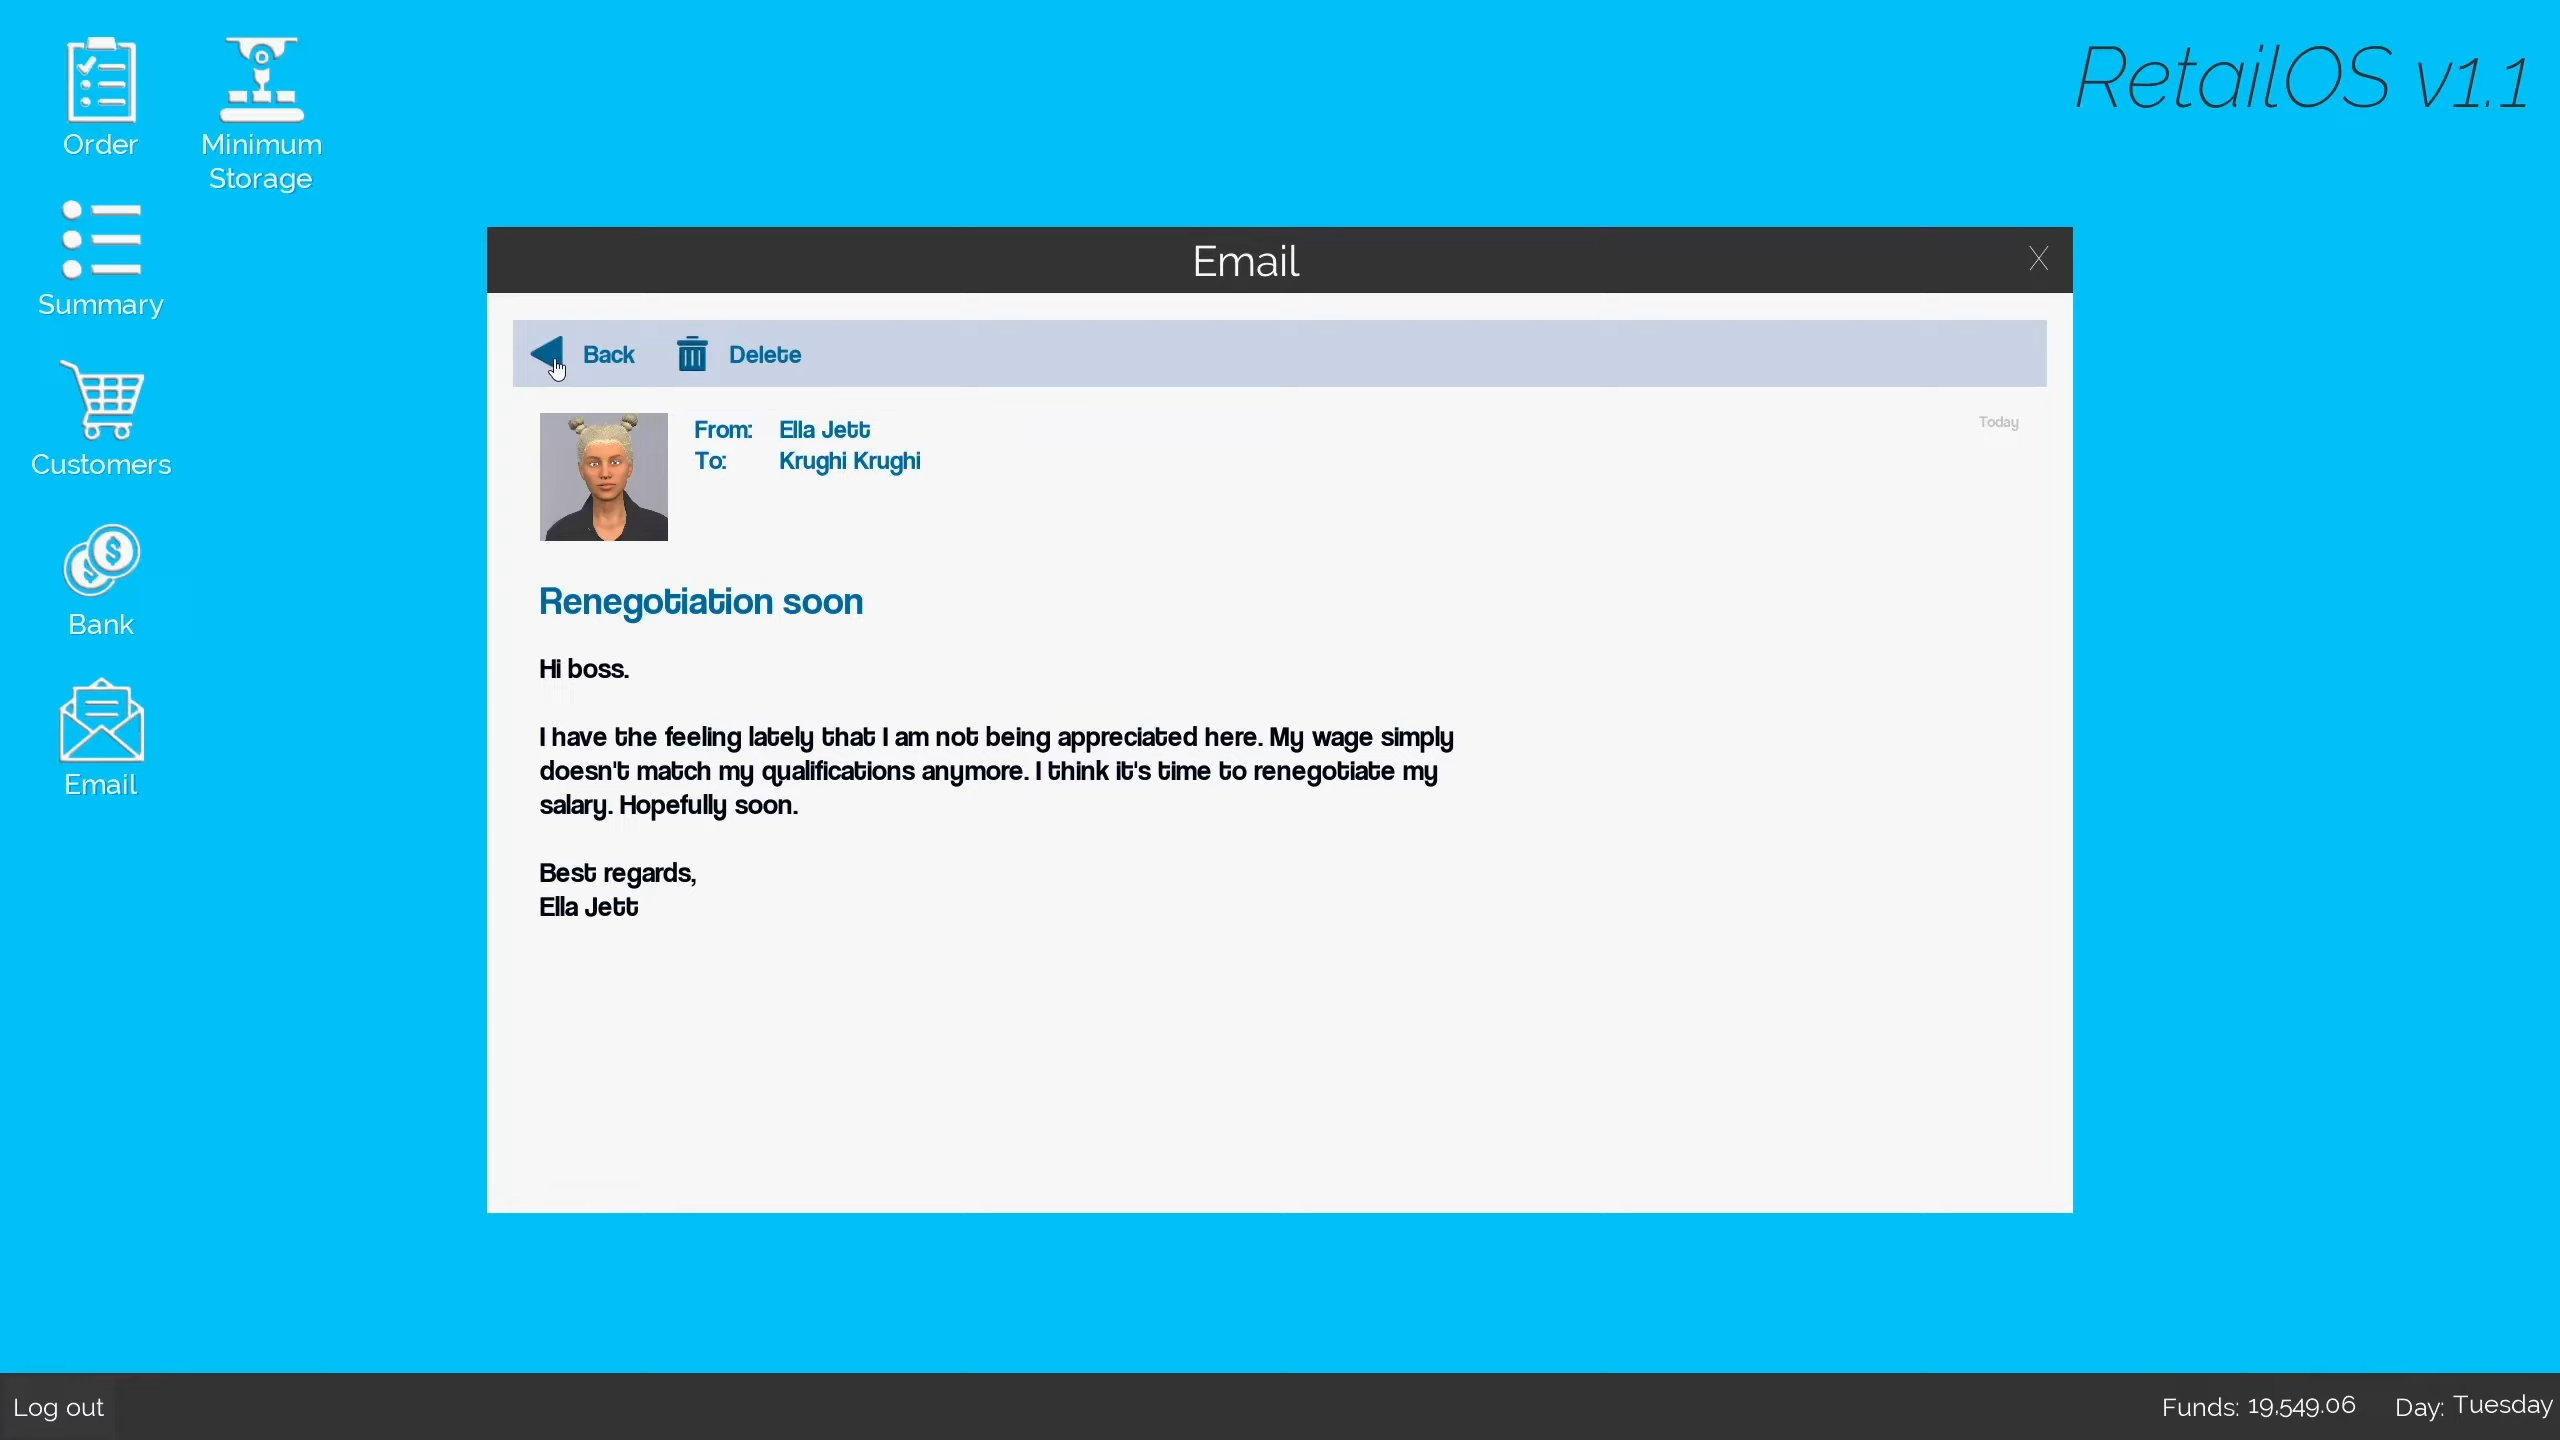 RetailOS v1.1
Order
Minimum
Storage
Summary
Customers
Bank
Email
Email
X
Back
Delete
From: Ella Jett
To: Krughi Krughi
Today
Renegotiation soon
Hi boss.
I have the feeling lately that I am not being appreciated here. My wage simply
doesn't match my qualifications anymore. I think it's time to renegotiate my
salary. Hopefully soon.
Best regards,
Ella Jett
Log out
Funds: 19,549.06
Day: Tuesday